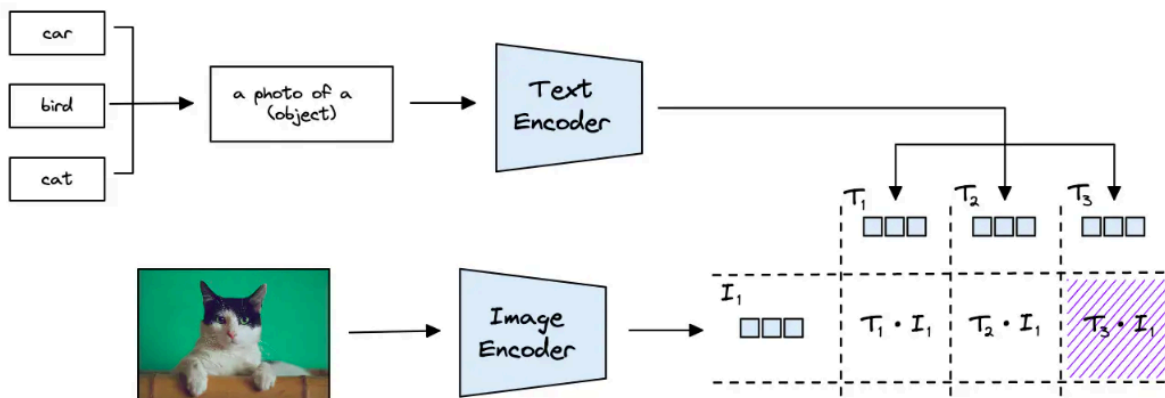 car
bird
cat
a photo of a
(object)
Text
Encoder
T₁
T₂
T₃
Image
Encoder
I₁
T₁ · I₁
T₂ · I₁
T₃ · I₁